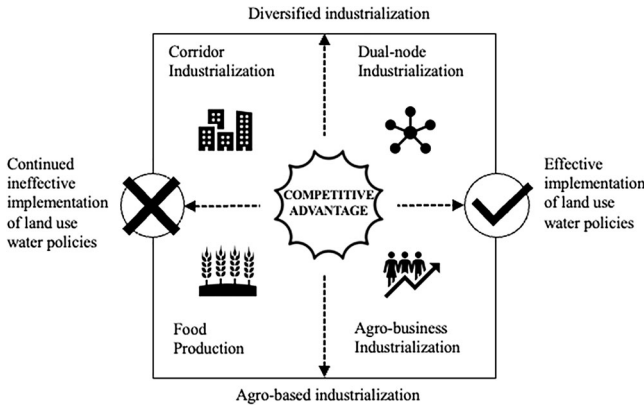 Diversified industrialization
Corridor
Industrialization
Dual-node
Industrialization
Continued
ineffective
implementation
of land use
water policies
COMPETITIVE
ADVANTAGE
Effective
implementation
of land use
water policies
Food
Production
Agro-business
Industrialization
Agro-based industrialization